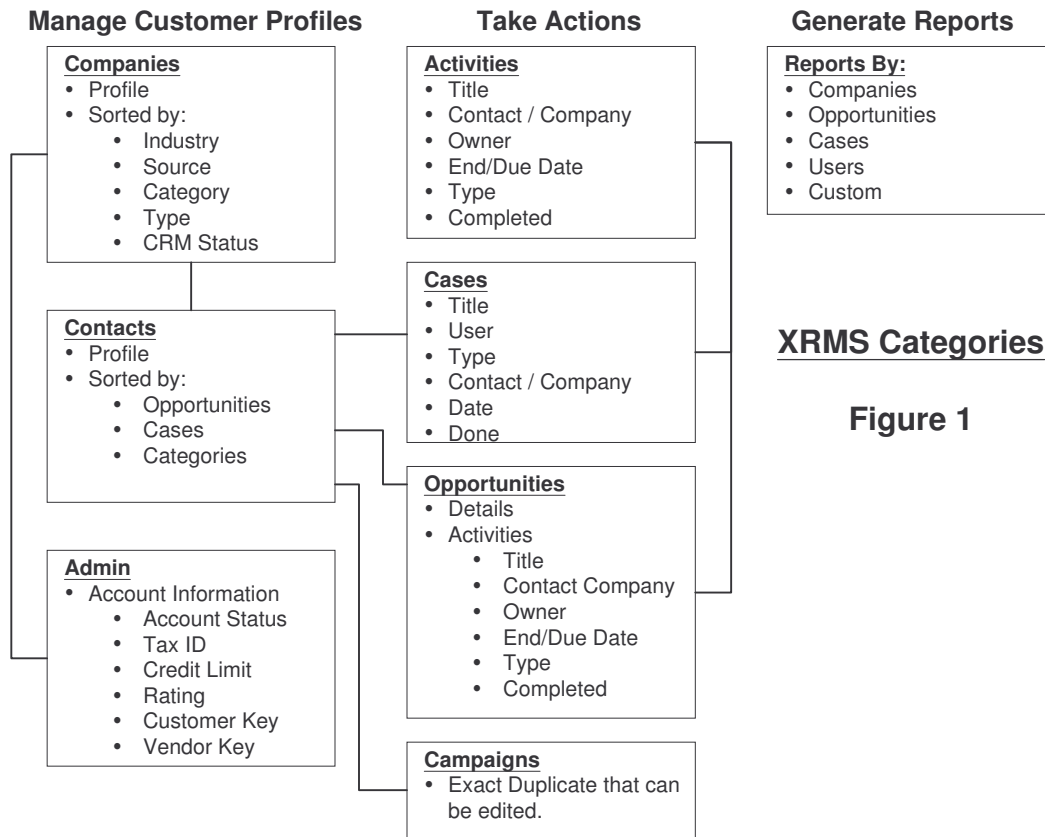 Manage Customer Profiles
Companies
• Profile
• Sorted by:
• Industry
• Source
• Category
• Type
• CRM Status
Contacts
• Profile
• Sorted by:
• Opportunities
• Cases
• Categories
Admin
• Account Information
• Account Status
• Tax ID
• Credit Limit
• Rating
• Customer Key
• Vendor Key
Take Actions
Activities
• Title
• Contact / Company
• Owner
• End/Due Date
• Type
• Completed
Cases
• Title
• User
• Type
• Contact / Company
• Date
• Done
Opportunities
• Details
• Activities
• Title
• Contact Company
• Owner
• End/Due Date
• Type
• Completed
Campaigns
• Exact Duplicate that can
be edited.
Generate Reports
Reports By:
• Companies
• Opportunities
• Cases
• Users
• Custom
XRMS Categories
Figure 1